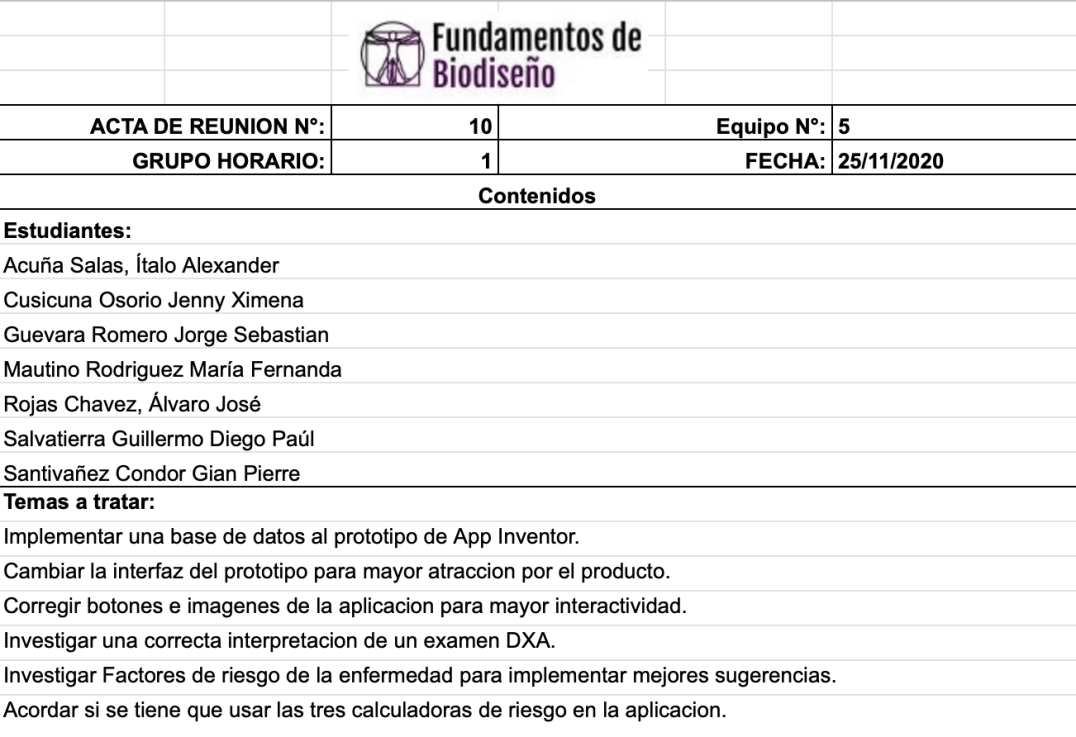 Fundamentos de
Biodiseño
ACTA DE REUNION N°: 10 Equipo N°: 5
GRUPO HORARIO: 1 FECHA: 25/11/2020
Contenidos
Estudiantes:
Acuña Salas, Ítalo Alexander
Cusicuna Osorio Jenny Ximena
Guevara Romero Jorge Sebastian
Mautino Rodriguez María Fernanda
Rojas Chavez, Álvaro José
Salvatierra Guillermo Diego Paúl
Santivañez Condor Gian Pierre
Temas a tratar:
Implementar una base de datos al prototipo de App Inventor.
Cambiar la interfaz del prototipo para mayor atraccion por el producto.
Corregir botones e imagenes de la aplicacion para mayor interactividad.
Investigar una correcta interpretacion de un examen DXA.
Investigar Factores de riesgo de la enfermedad para implementar mejores sugerencias.
Acordar si se tiene que usar las tres calculadoras de riesgo en la aplicacion.